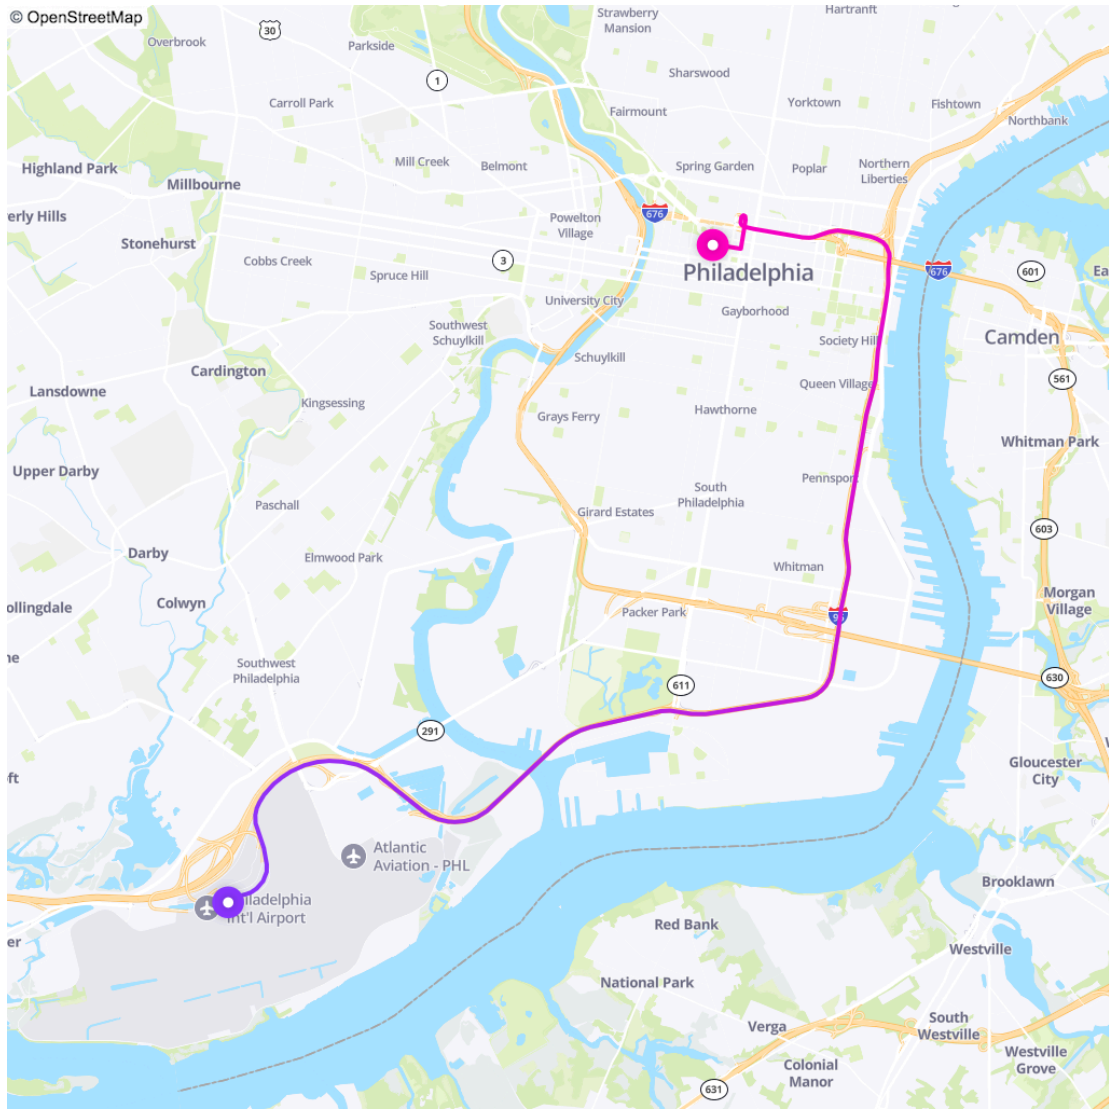 © OpenStreetMap
30
Overbrook
Parkside
Strawberry
Mansion
Hartranft
1
Sharswood
Carroll Park
Fairmount
Yorktown
Fishtown
Northbank
Highland Park
Mill Creek
Belmont
Spring Garden
Poplar
Northern
Liberties
Millbourne
erly Hills
676
Powelton
Village
Stonehurst
Cobbs Creek
3
Spruce Hill
Philadelphia
676
601
Ea
University City
Gayborhood
Southwest
Schuylkill
Schuylkill
Society Hill
Camden
Cardington
Lansdowne
Kingsessing
Queen Village
561
Grays Ferry
Hawthorne
Whitman Park
Upper Darby
Paschall
South
Philadelphia
Pennsport
Girard Estates
603
Darby
Elmwood Park
Whitman
Colwyn
ollingdale
Packer Park
95
Morgan
Village
ne
Southwest
Philadelphia
611
630
291
Gloucester
City
oft
Atlantic
Aviation - PHL
Philadelphia
Int'l Airport
Brooklawn
er
Red Bank
Westville
National Park
Verga
South
Westville
Colonial
Manor
Westville
Grove
631